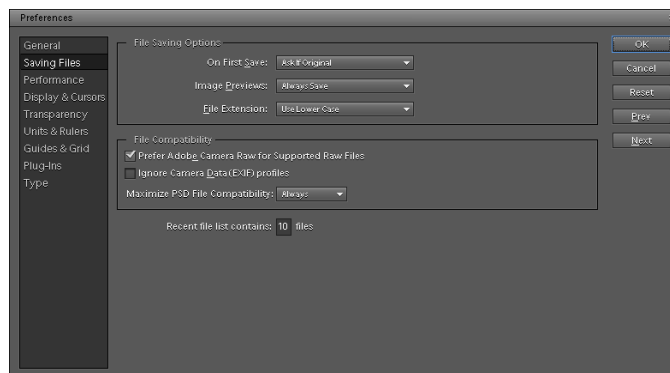 Preferences
General
Saving Files
Performance
Display & Cursors
Transparency
Units & Rulers
Guides & Grid
Plug-Ins
Type
File Saving Options
On First Save: Ask If Original
Image Previews: Always Save
File Extension: Use Lower Case
File Compatibility
Prefer Adobe Camera Raw for Supported Raw Files
Ignore Camera Data (EXIF) profiles
Maximize PSD File Compatibility: Always
Recent file list contains: 10 files
OK
Cancel
Reset
Prev
Next